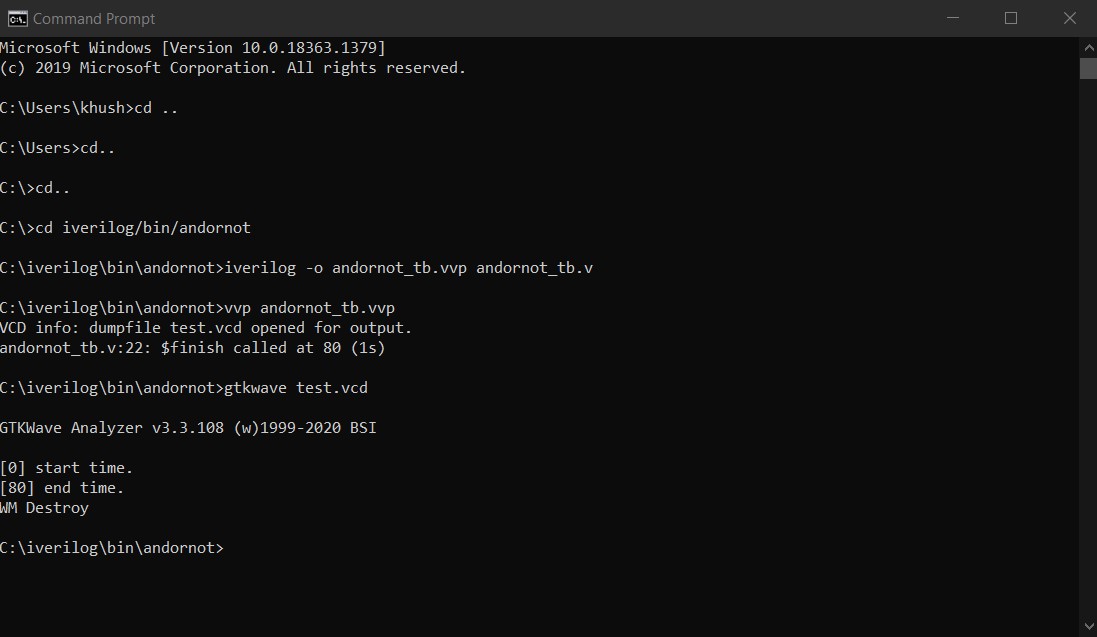 Command Prompt
Microsoft Windows [Version 10.0.18363.1379]
(c) 2019 Microsoft Corporation. All rights reserved.
C:\Users\khush>cd ..
C:\Users>cd..
C:\>cd..
C:\>cd iverilog/bin/andornot
C:\iverilog\bin\andornot>iverilog -o andornot_tb.vvp andornot_tb.v
C:\iverilog\bin\andornot>vvp andornot_tb.vvp
VCD info: dumpfile test.vcd opened for output.
andornot_tb.v:22: $finish called at 80 (1s)
C:\iverilog\bin\andornot>gtkwave test.vcd
GTKWave Analyzer v3.3.108 (w)1999-2020 BSI
[0] start time.
[80] end time.
WM Destroy
C:\iverilog\bin\andornot>